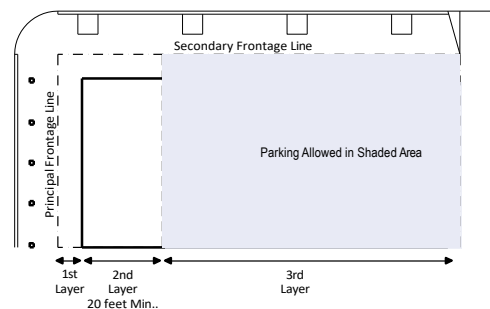 Secondary Frontage Line
Principal Frontage Line
Parking Allowed in Shaded Area
1st
Layer
2nd
Layer
20 feet Min..
3rd
Layer